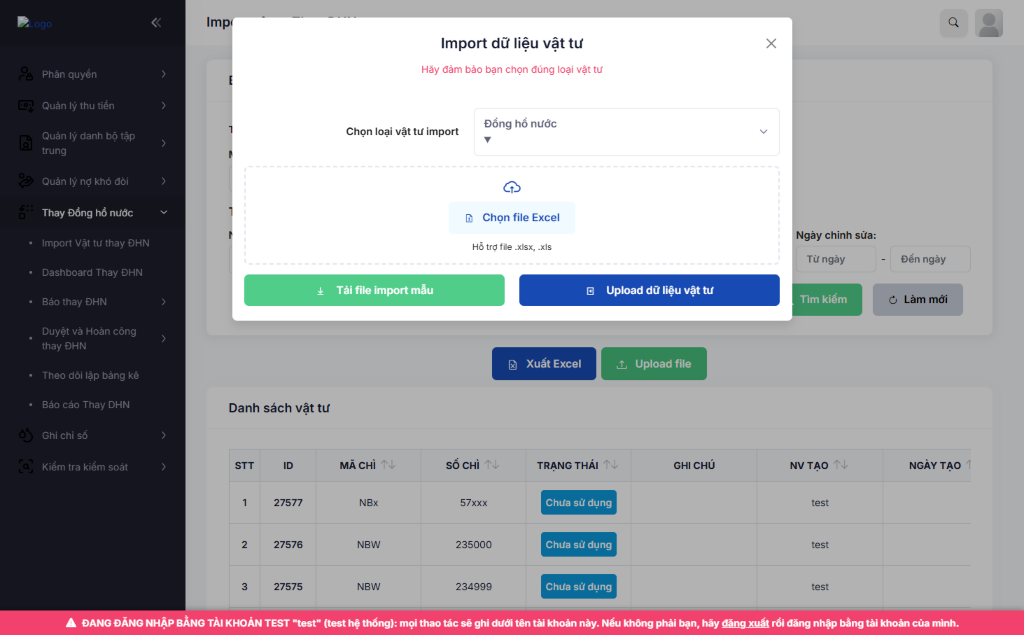 Logo
Phân quyền
Quản lý thu tiền
Quản lý danh bộ tập
trung
Quản lý nợ khó đòi
Thay Đồng hồ nước
Import Vật tư thay ĐHN
Dashboard Thay ĐHN
Báo thay ĐHN
Duyệt và Hoàn công
thay ĐHN
Theo dõi lập bảng kê
Báo cáo Thay DHN
Ghi chỉ số
Kiểm tra kiểm soát
Import dữ liệu vật tư
Hãy đảm bảo bạn chọn đúng loại vật tư
Chọn loại vật tư import
Đồng hồ nước
▼
Chọn file Excel
Hỗ trợ file .xlsx, .xls
Tải file import mẫu
Upload dữ liệu vật tư
Ngày chỉnh sửa:
Từ ngày
-
Đến ngày
Tìm kiếm
Làm mới
Xuất Excel
Upload file
Danh sách vật tư
STT ID MÃ CHÌ SỐ CHÌ TRẠNG THÁI GHI CHÚ NV TẠO NGÀY TẠO
1 27577 NBx 57xxx Chưa sử dụng test
2 27576 NBW 235000 Chưa sử dụng test
3 27575 NBW 234999 Chưa sử dụng test
ĐANG ĐĂNG NHẬP BẰNG TÀI KHOẢN TEST "test" (test hệ thống): mọi thao tác sẽ ghi dưới tên tài khoản này. Nếu không phải bạn, hãy đăng xuất rồi đăng nhập bằng tài khoản của mình.